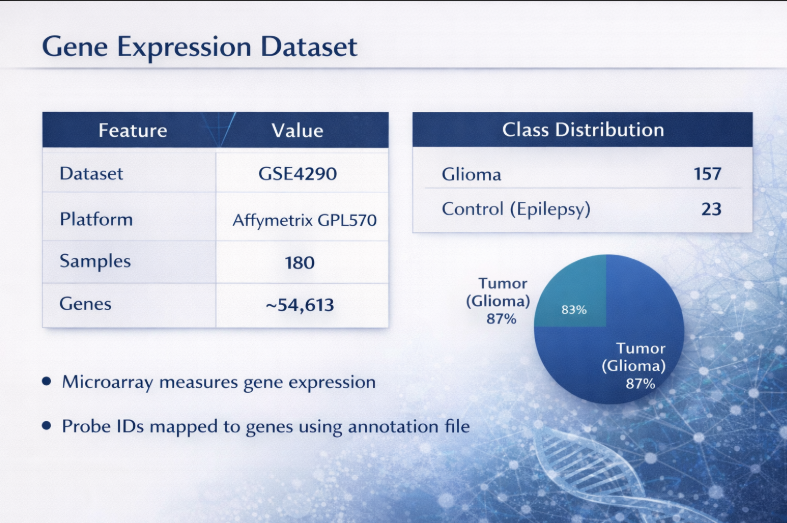 Gene Expression Dataset
Feature Value
Dataset GSE4290
Platform Affymetrix GPL570
Samples 180
Genes ~54,613
Class Distribution
Glioma 157
Control (Epilepsy) 23
Tumor
(Glioma)
87%
83%
Tumor
(Glioma)
87%
• Microarray measures gene expression
• Probe IDs mapped to genes using annotation file